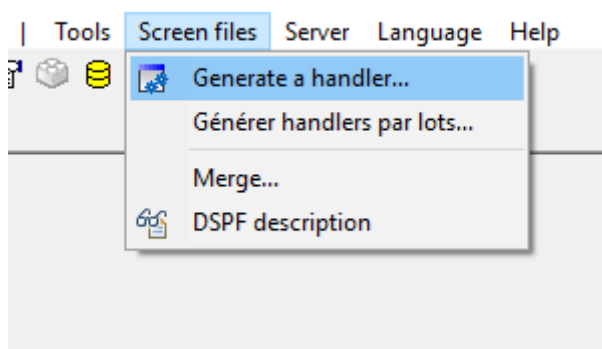 | Tools Screen files Server Language Help
Generate a handler...
Générer handlers par lots...
Merge...
DSPF description